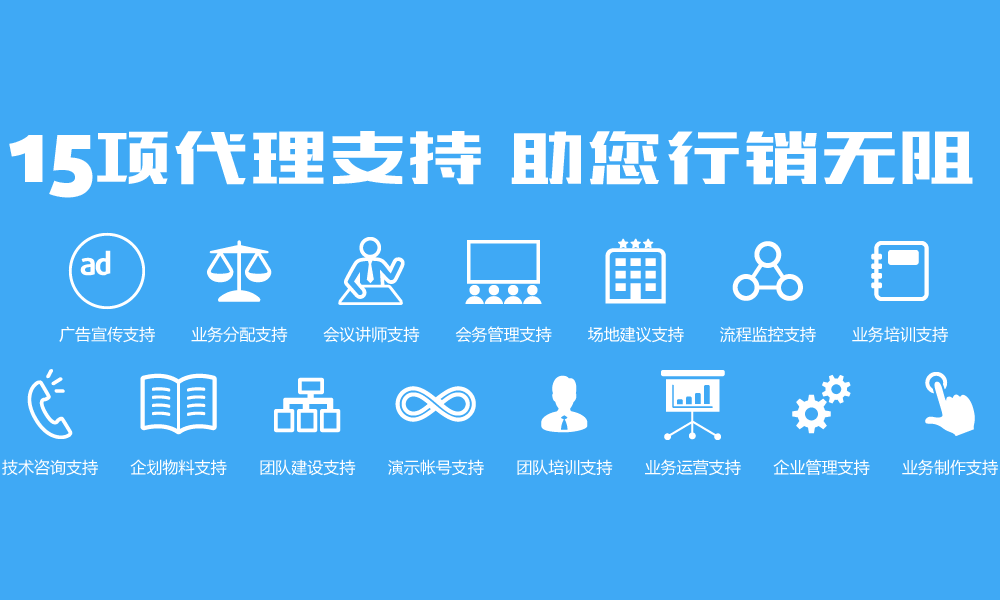 15项代理支持 助您行销无阻
ad
广告宣传支持 业务分配支持 会议讲师支持 会务管理支持 场地建议支持 流程监控支持 业务培训支持
技术咨询支持 企划物料支持 团队建设支持 演示帐号支持 团队培训支持 业务运营支持 企业管理支持 业务制作支持